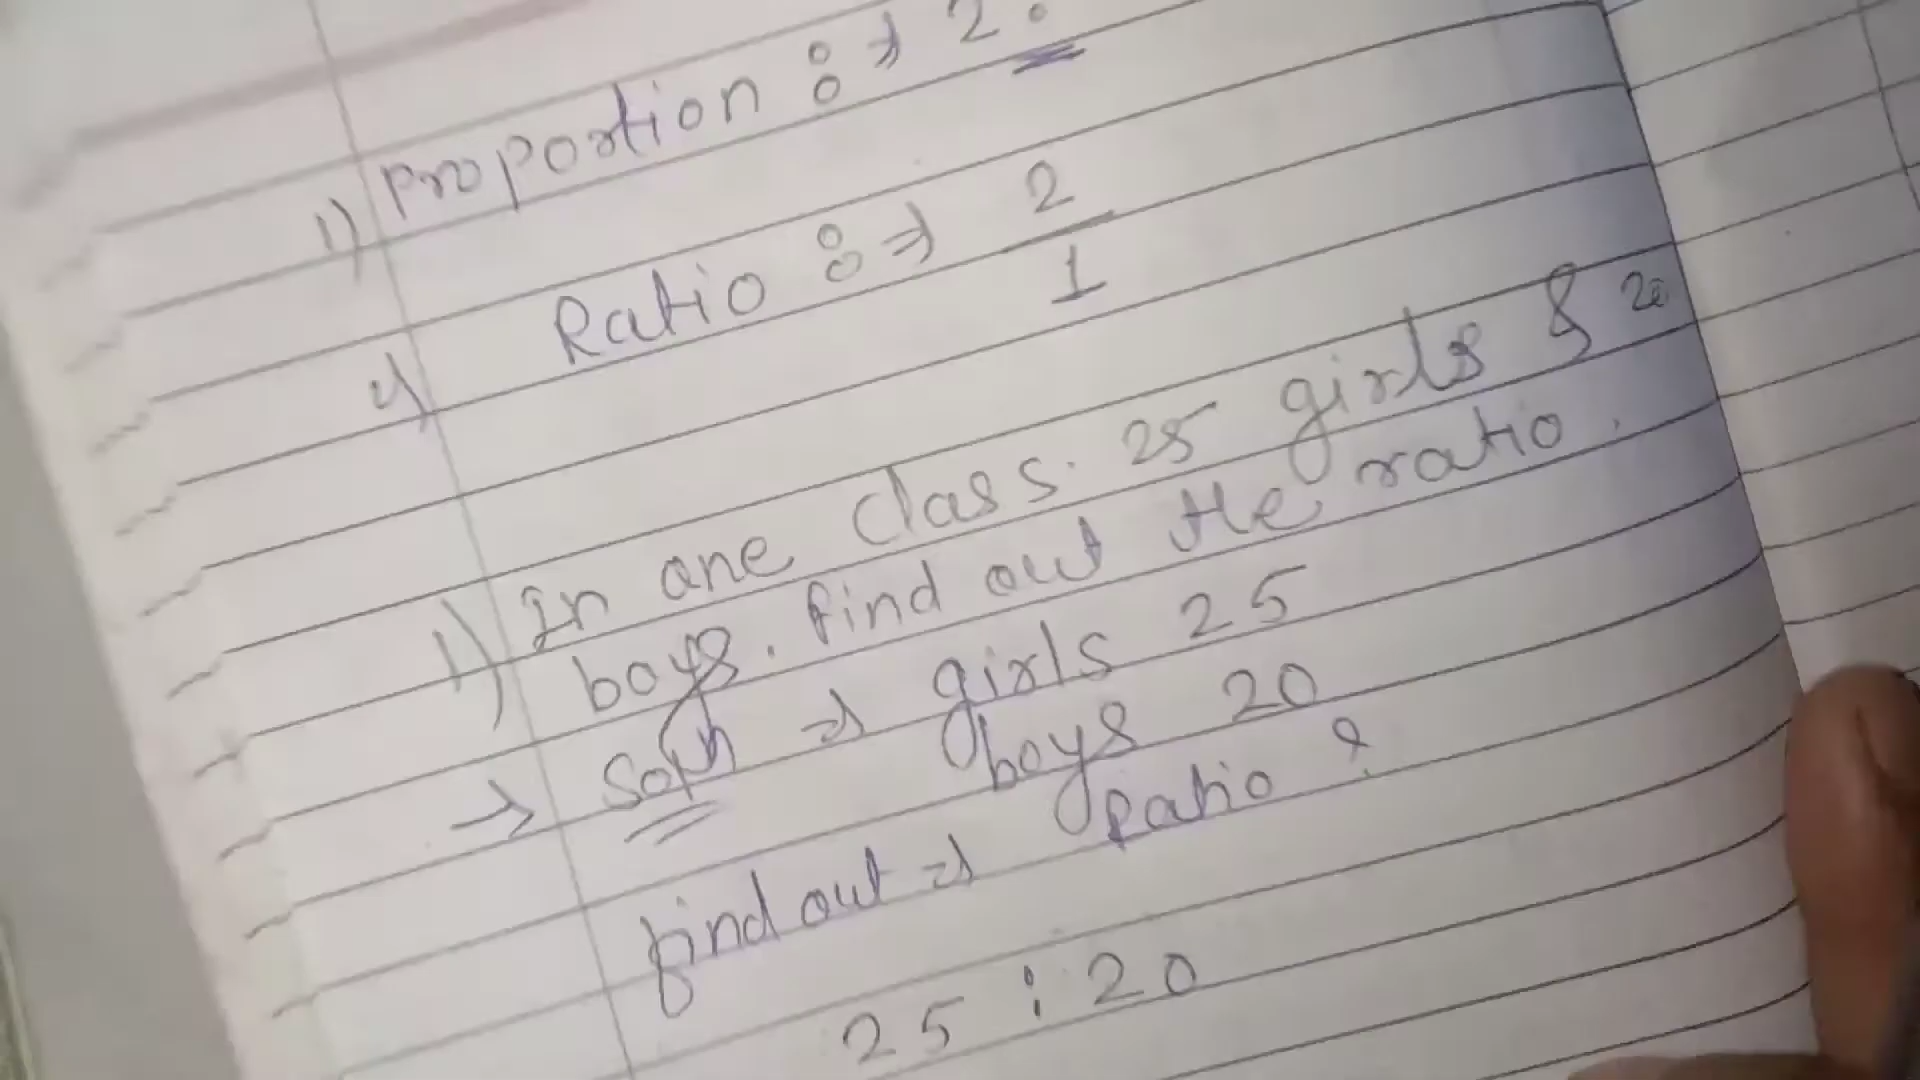 1) Proportion : ⇒ 2 :
2) Ratio : ⇒ 2/1
1) In one class. 25 girls & 20
boys. Find out the ratio.
→ Soln ⇒ girls 25
boys 20
find out ⇒ Ratio ?
25 : 20